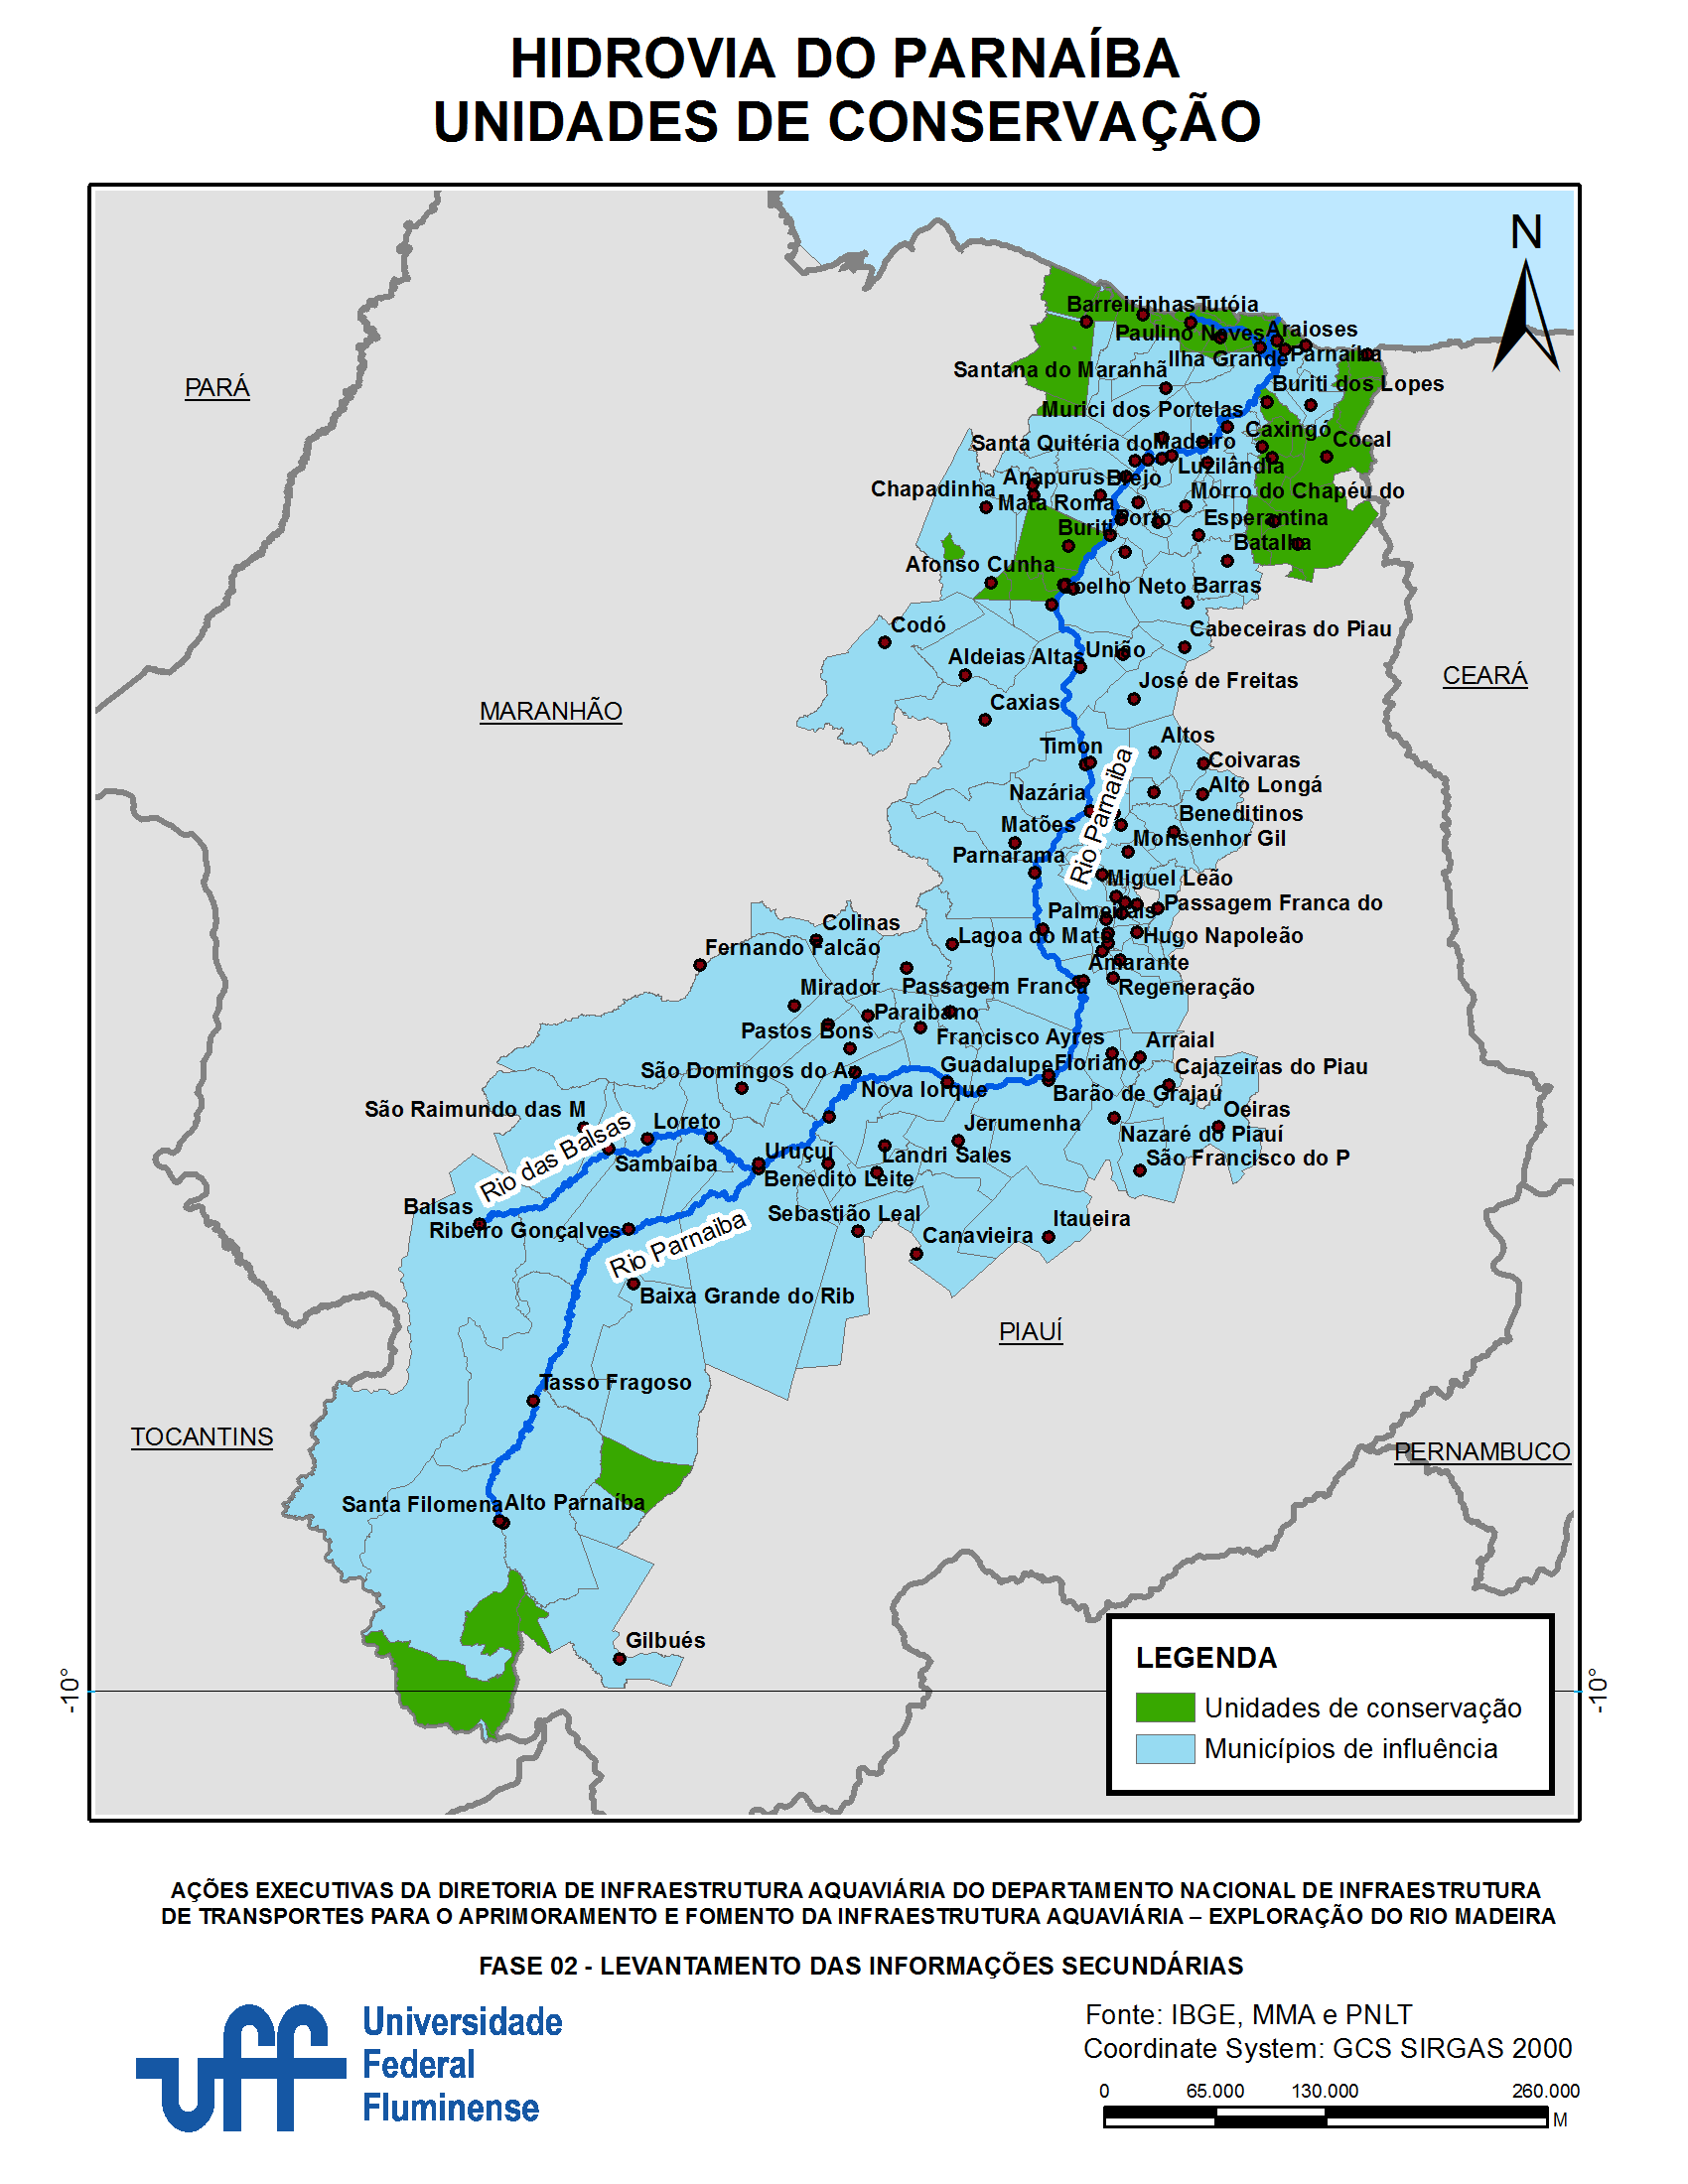 HIDROVIA DO PARNAÍBA
UNIDADES DE CONSERVAÇÃO
N
Barreirinhas
Tutóia
Paulino Neves
Araioses
Ilha Grande
Parnaíba
Santana do Maranhã
Buriti dos Lopes
PARÁ
Murici dos Portelas
Caxingó
Cocal
Santa Quitéria do
Madeiro
Luzilândia
Anapurus
Brejo
Chapadinha
Mata Roma
Morro do Chapéu do
Porto
Esperantina
Buriti
Batalha
Afonso Cunha
Coelho Neto
Barras
Codó
Cabeceiras do Piau
Aldeias Altas
União
CEARÁ
José de Freitas
MARANHÃO
Caxias
Altos
Timon
Coivaras
Alto Longá
Nazária
Rio Parnaiba
Beneditinos
Matões
Monsenhor Gil
Parnarama
Miguel Leão
Passagem Franca do
Palmeirais
Colinas
Lagoa do Mato
Hugo Napoleão
Fernando Falcão
Amarante
Mirador
Passagem Franca
Regeneração
Paraibano
Pastos Bons
Francisco Ayres
Arraial
São Domingos do A
Guadalupe
Floriano
Cajazeiras do Piau
Nova Iorque
Barão de Grajaú
São Raimundo das M
Loreto
Oeiras
Jerumenha
Nazaré do Piauí
Rio das Balsas
Sambaíba
Uruçuí
Landri Sales
São Francisco do P
Benedito Leite
Balsas
Ribeiro Gonçalves
Sebastião Leal
Itaueira
Canavieira
Rio Parnaiba
Baixa Grande do Rib
PIAUÍ
Tasso Fragoso
TOCANTINS
PERNAMBUCO
Santa Filomena
Alto Parnaíba
Gilbués
-10°
-10°
LEGENDA
Unidades de conservação
Municípios de influência
AÇÕES EXECUTIVAS DA DIRETORIA DE INFRAESTRUTURA AQUAVIÁRIA DO DEPARTAMENTO NACIONAL DE INFRAESTRUTURA
DE TRANSPORTES PARA O APRIMORAMENTO E FOMENTO DA INFRAESTRUTURA AQUAVIÁRIA – EXPLORAÇÃO DO RIO MADEIRA
FASE 02 - LEVANTAMENTO DAS INFORMAÇÕES SECUNDÁRIAS
uff
Universidade
Federal
Fluminense
Fonte: IBGE, MMA e PNLT
Coordinate System: GCS SIRGAS 2000
0 65.000 130.000 260.000
M